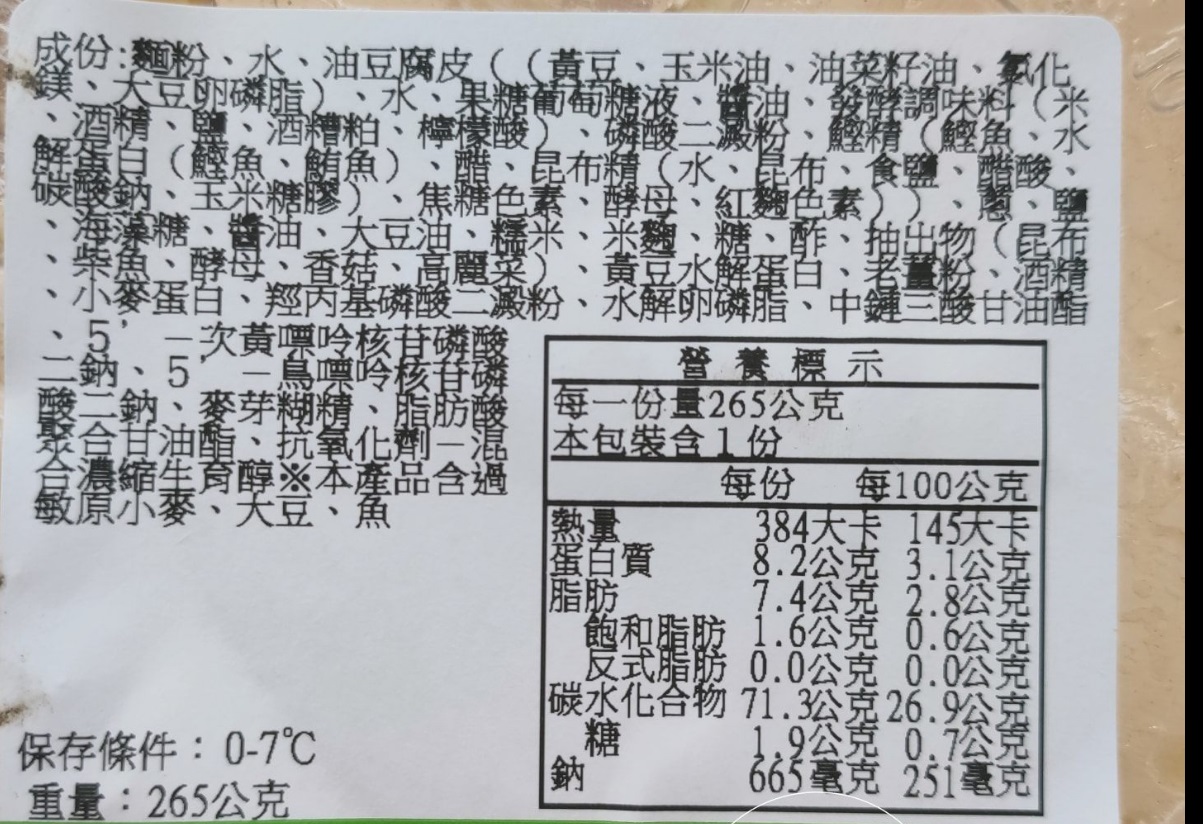 成份:麵粉、水、油豆腐皮((黃豆、玉米油、油菜籽油、氯化
鎂、大豆卵磷脂)、水、果糖葡萄糖液、醬油、發酵調味料(米
、酒精、鹽、酒糟粕、檸檬酸)、磷酸二澱粉、鰹精(鰹魚、水
解蛋白(鰹魚、鮪魚)、醋、昆布精(水、昆布、食鹽、醋酸、鹽
碳酸鈉、玉米糖膠)、焦糖色素、酵母、紅麴色素))、蔥、鹽
、海藻糖、醬油、大豆油、糯米、米麴、糖、酢、抽出物(昆布
、柴魚、酵母、香菇、高麗菜)、黃豆水解蛋白、老薑粉、酒精
、小麥蛋白、羥丙基磷酸二澱粉、水解卵磷脂、中鏈三酸甘油酯
、5'-次黃嘌呤核苷磷酸
二鈉、5'-鳥嘌呤核苷磷
酸二鈉、麥芽糊精、脂肪酸
聚合甘油酯、抗氧化劑-混
合濃縮生育醇※本產品含過
敏原小麥、大豆、魚
營養標示
每一份量265公克
本包裝含1份
每份 每100公克
熱量 384大卡 145大卡
蛋白質 8.2公克 3.1公克
脂肪 7.4公克 2.8公克
飽和脂肪 1.6公克 0.6公克
反式脂肪 0.0公克 0.0公克
碳水化合物 71.3公克 26.9公克
糖 1.9公克 0.7公克
鈉 665毫克 251毫克
保存條件：0-7℃
重量：265公克